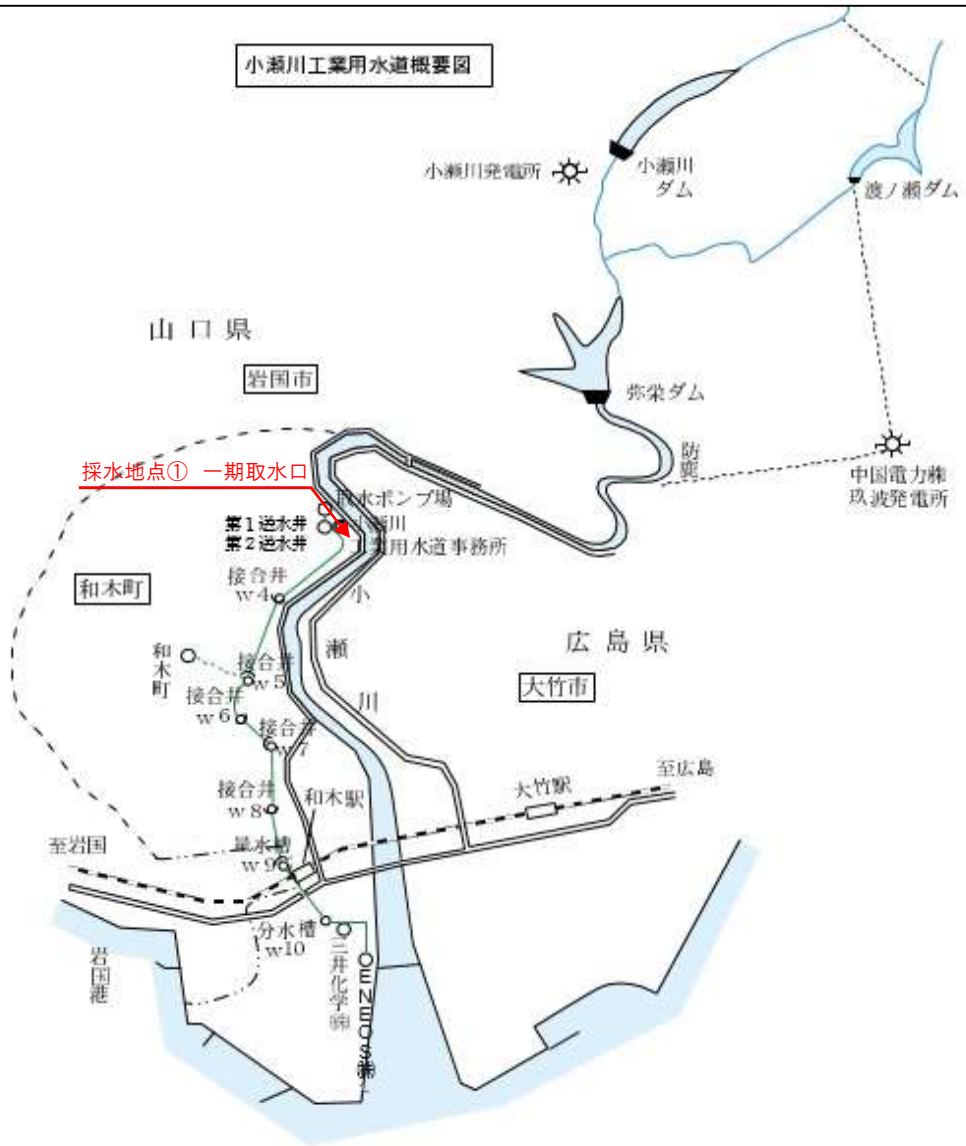 小瀬川工業用水道概要図
小瀬川発電所
小瀬川
ダム
渡ノ瀬ダム
山口県
岩国市
弥栄ダム
防鹿
中国電力㈱
玖波発電所
採水地点① 一期取水口
取水ポンプ場
第1送水井
小瀬川
第2送水井
工業用水道事務所
接合井
w4
和木町
小瀬川
広島県
和木町
接合井
w5
大竹市
接合井
w6
接合井
w7
至広島
大竹駅
接合井
w8
和木駅
至岩国
量水槽
w9
分水槽
w10
三井化学㈱
ENEOS㈱
岩国港